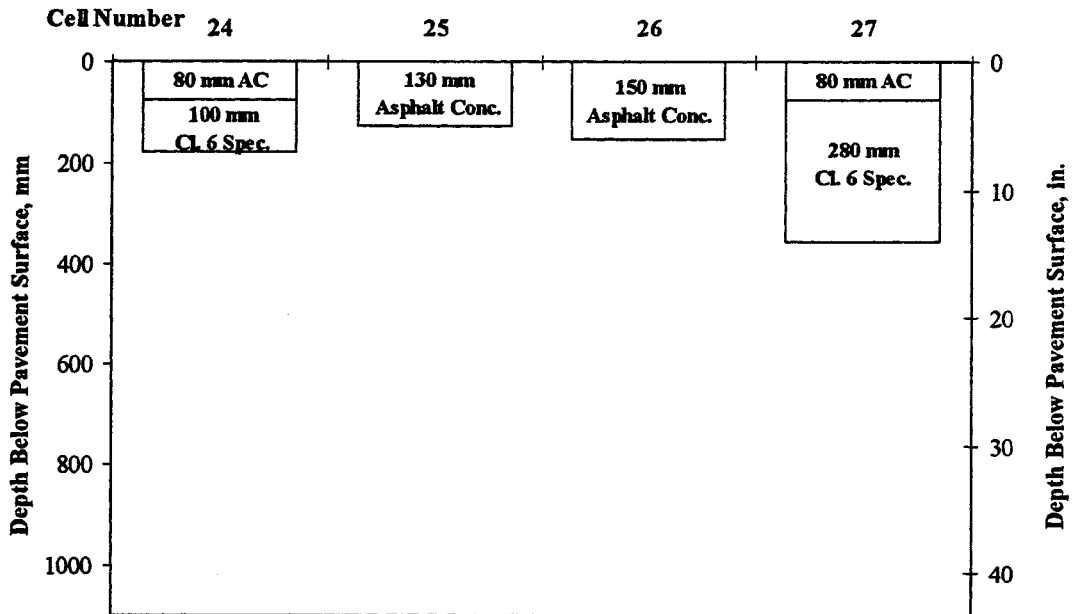 Cell Number
24 25 26 27
0 0
80 mm AC 130 mm 150 mm 80 mm AC
100 mm Asphalt Conc. Asphalt Conc.
Cl. 6 Spec. 280 mm
Cl. 6 Spec.
200 10
400
20
600
30
800
1000 40
Depth Below Pavement Surface, mm
Depth Below Pavement Surface, in.